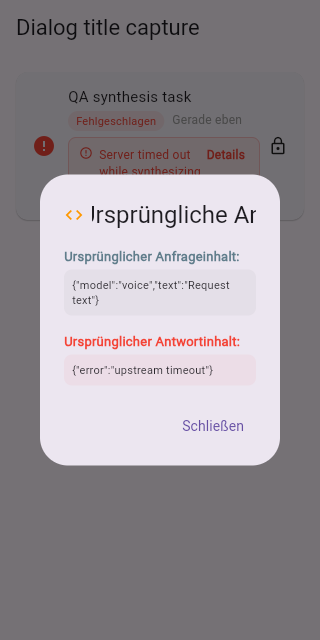 Dialog title capture
QA synthesis task
Fehlgeschlagen Gerade eben
Server timed out Details
while synthesizing
Ursprüngliche An
Ursprünglicher Anfrageinhalt:
{"model":"voice","text":"Request
text"}
Ursprünglicher Antwortinhalt:
{"error":"upstream timeout"}
Schließen